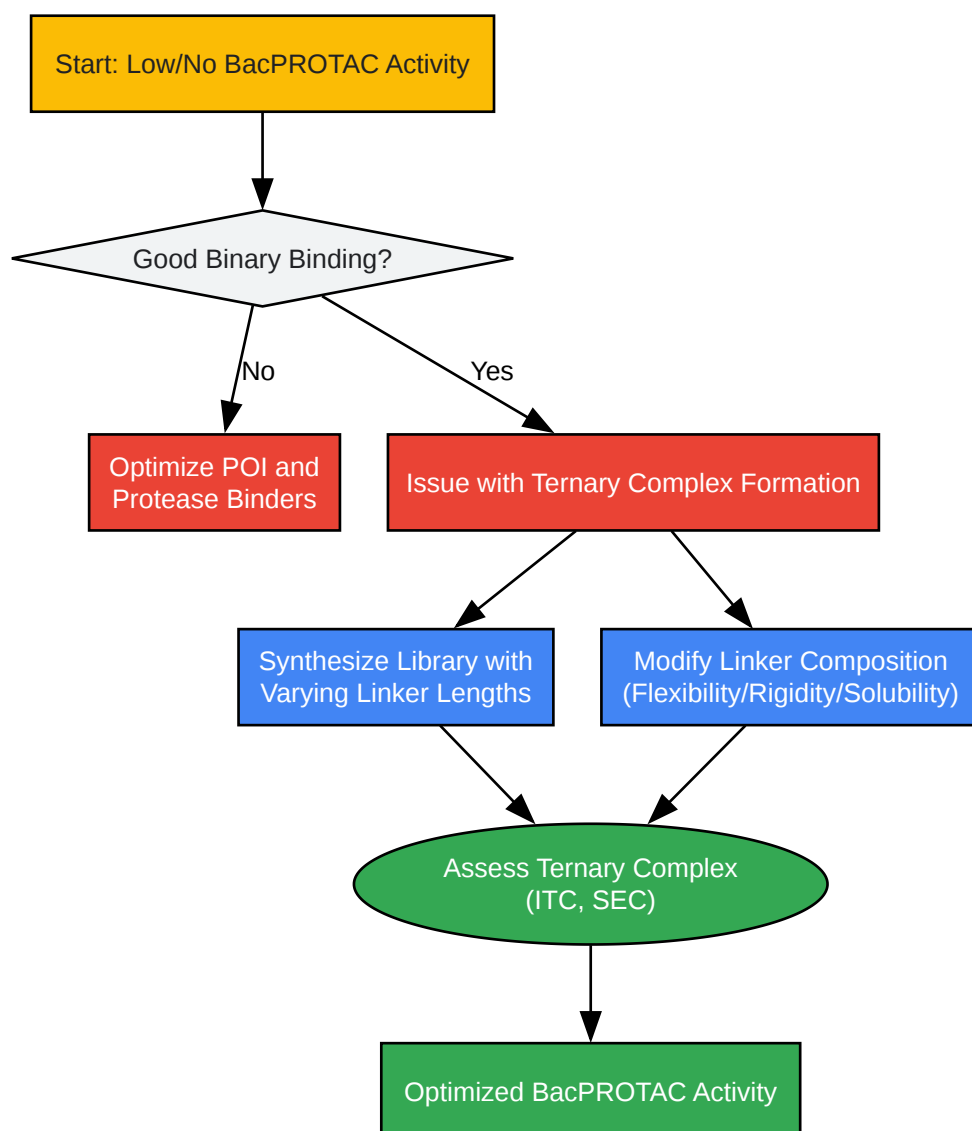 Start: Low/No BacPROTAC Activity
Good Binary Binding?
No
Yes
Optimize POI and
Protease Binders
Issue with Ternary Complex Formation
Synthesize Library with
Varying Linker Lengths
Modify Linker Composition
(Flexibility/Rigidity/Solubility)
Assess Ternary Complex
(ITC, SEC)
Optimized BacPROTAC Activity